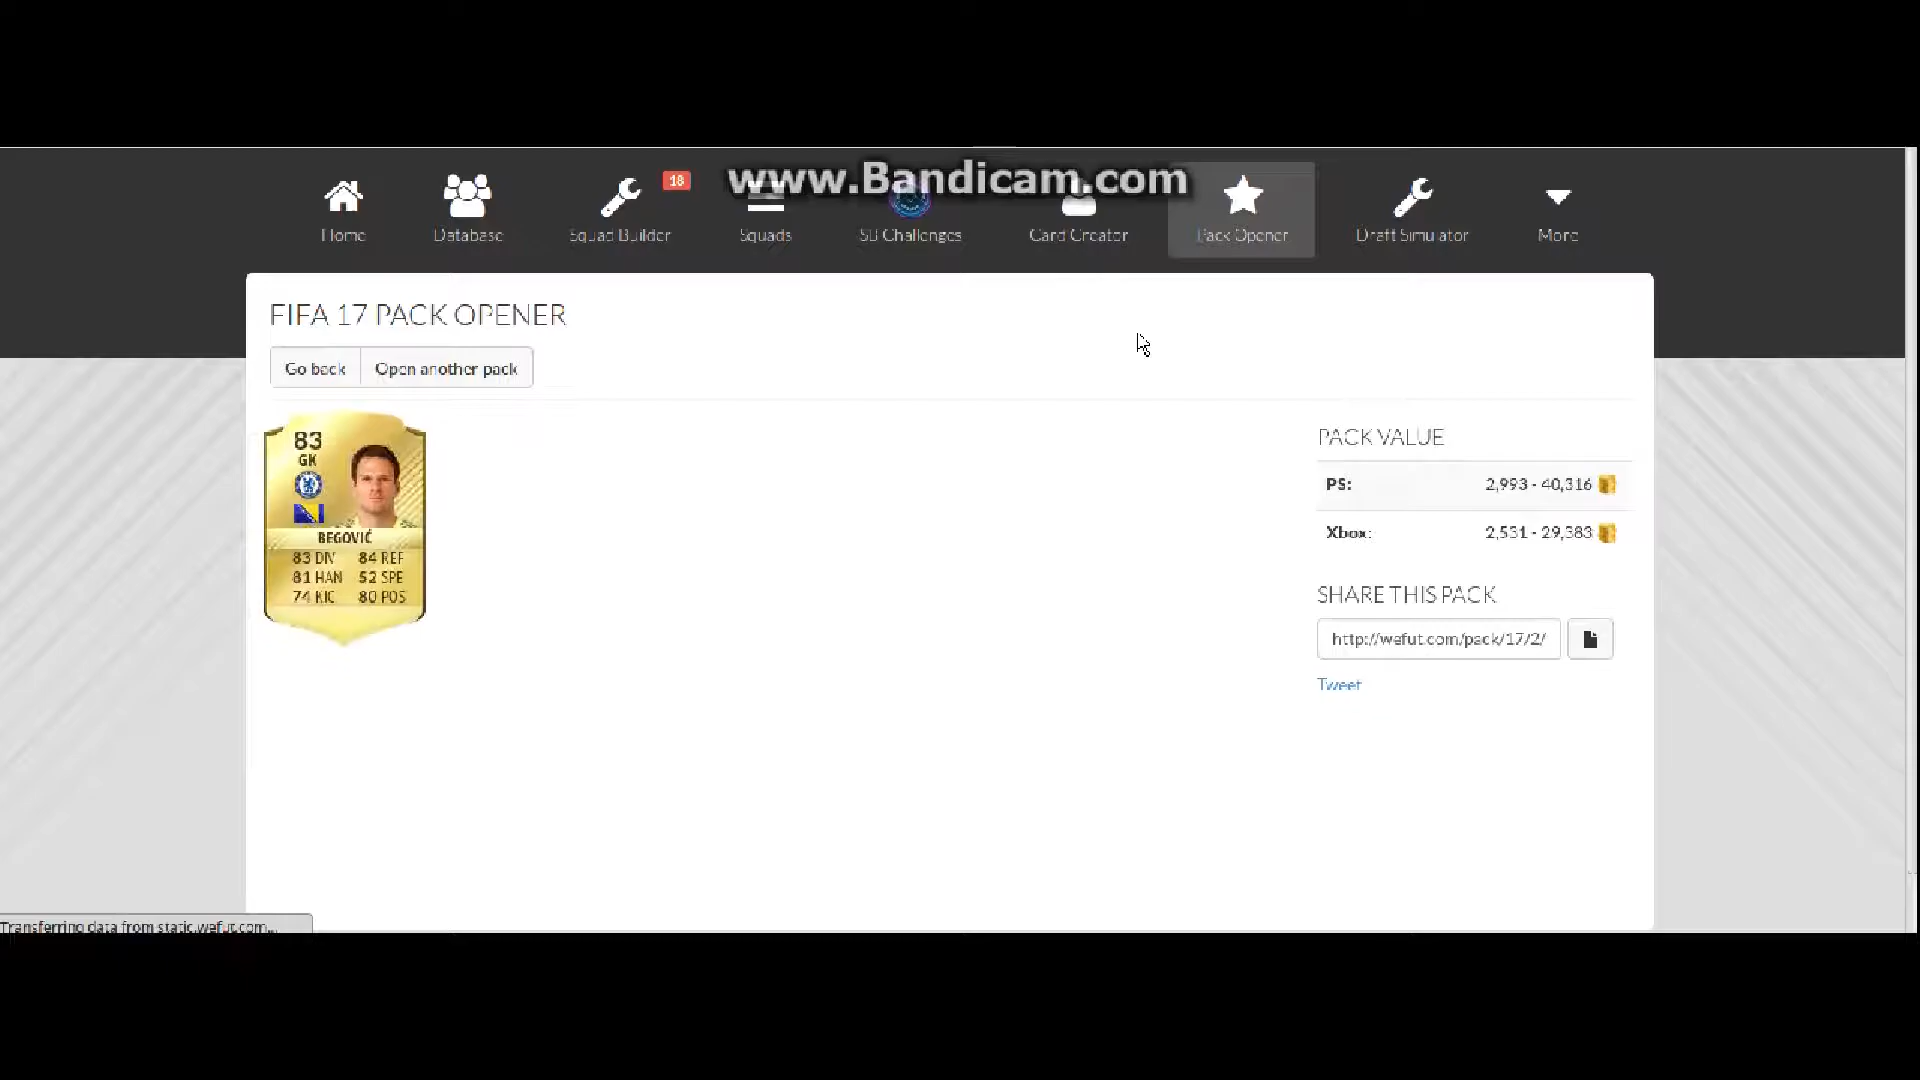 www.Bandicam.com
18
Home
Database
Squad Builder
Squads
SB Challenges
Card Creator
Pack Opener
Draft Simulator
More
FIFA 17 PACK OPENER
Go back
Open another pack
83
GK
BEGOVIĆ
83 DIV 84 REF
81 HAN 52 SPE
74 KIC 80 POS
PACK VALUE
PS: 2,993 - 40,316
Xbox: 2,531 - 29,383
SHARE THIS PACK
http://wefut.com/pack/17/2/
Tweet
Transferring data from static.wefut.com...